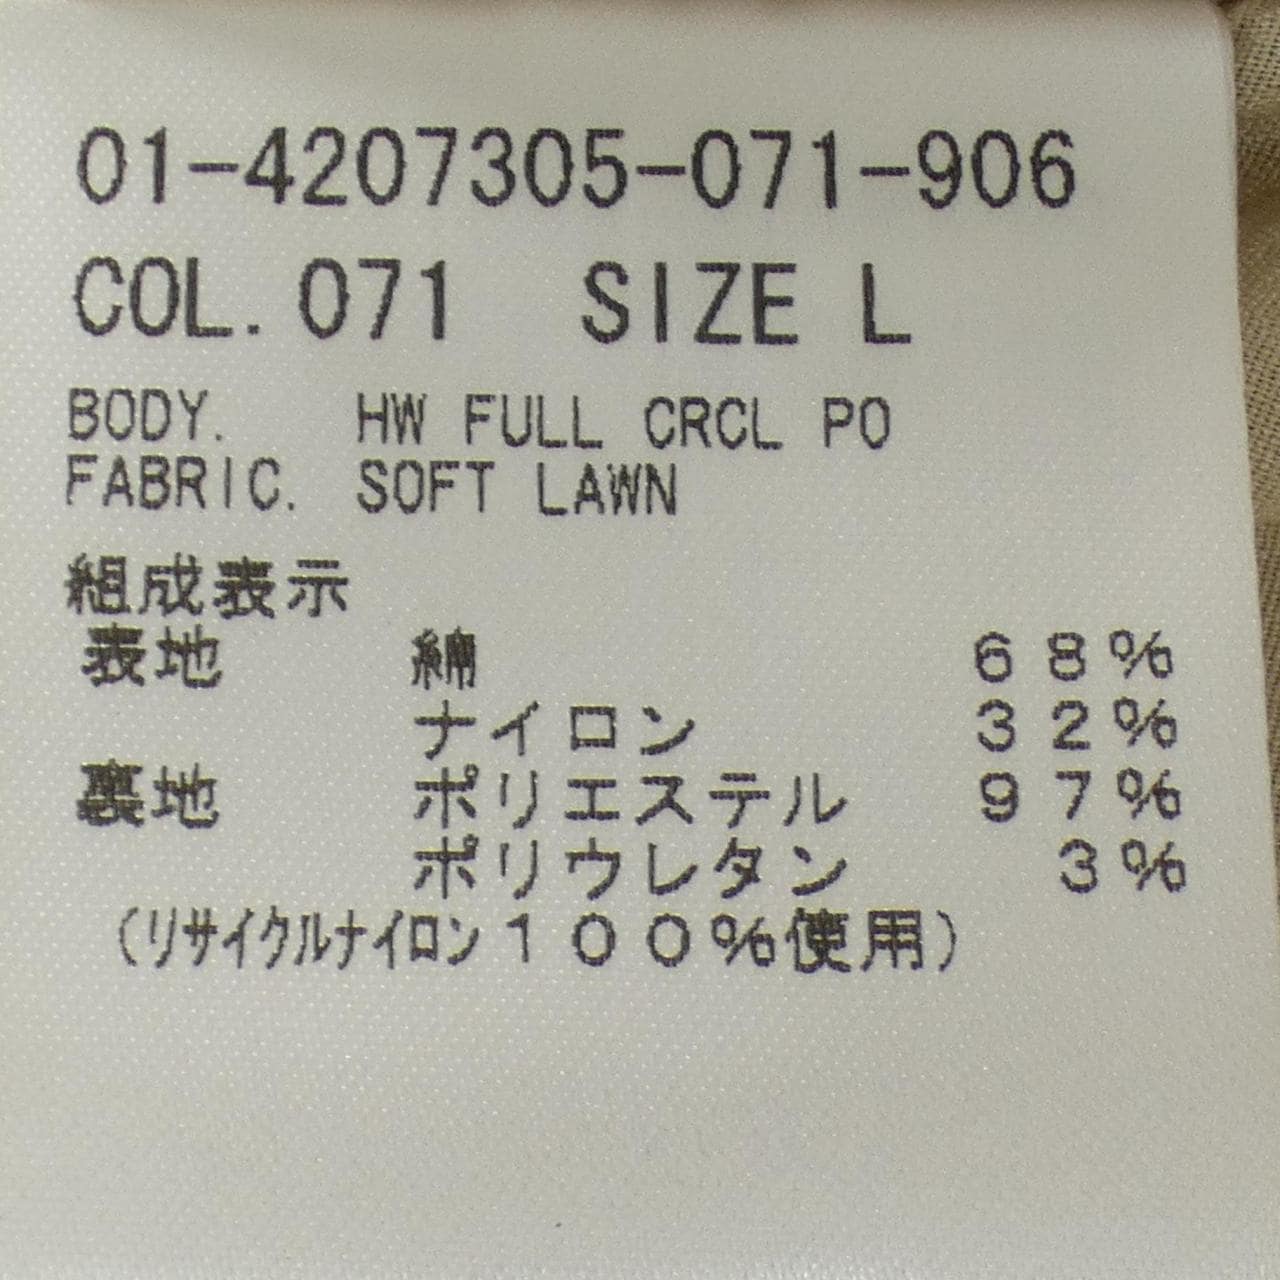 01-4207305-071-906
COL. 071 SIZE L
BODY. HW FULL CRCL PO
FABRIC. SOFT LAWN
組成表示
表地 綿 68%
ナイロン 32%
裏地 ポリエステル 97%
ポリウレタン 3%
(リサイクルナイロン100%使用)